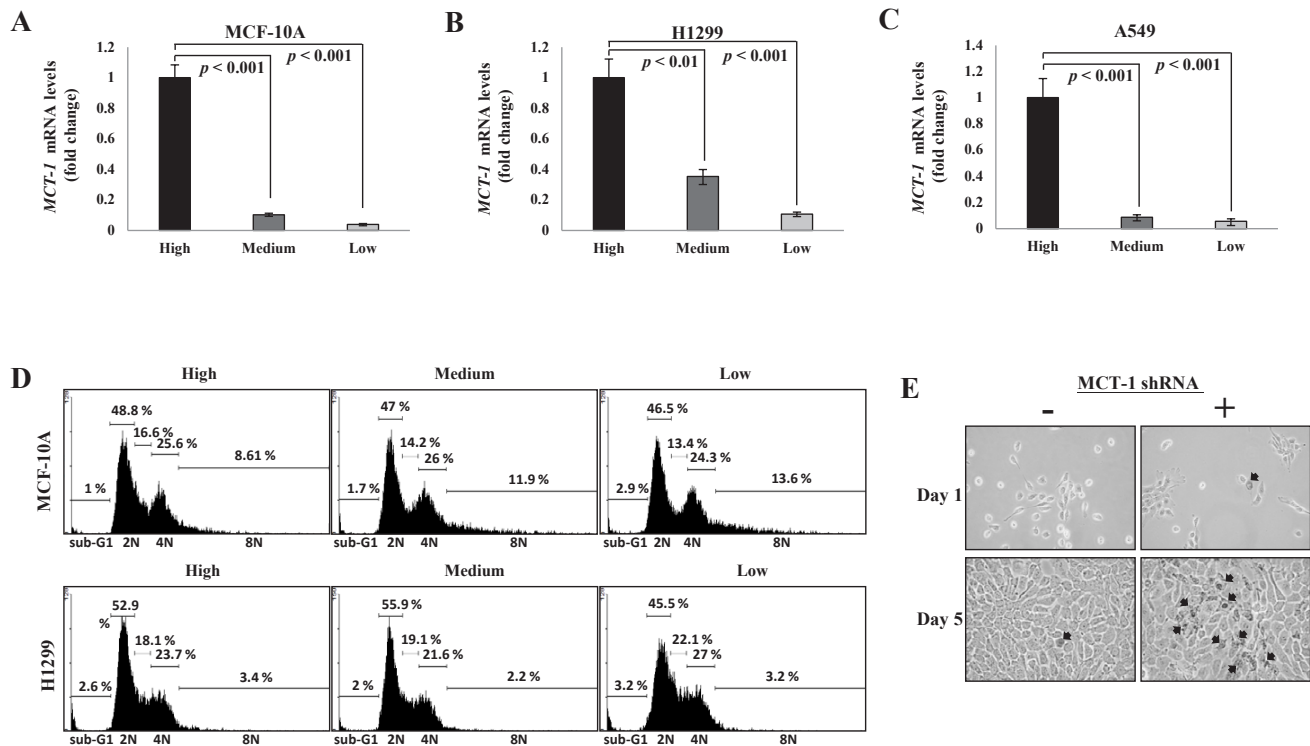 A
MCF-10A
MCT-1 mRNA levels
(fold change)
1.2
1
0.8
0.6
0.4
0.2
0
p < 0.001
p < 0.001
High
Medium
Low
B
H1299
MCT-1 mRNA levels
(fold change)
1.2
1
0.8
0.6
0.4
0.2
0
p < 0.01
p < 0.001
High
Medium
Low
C
A549
MCT-1 mRNA levels
(fold change)
1.4
1.2
1
0.8
0.6
0.4
0.2
0
p < 0.001
p < 0.001
High
Medium
Low
D
High
Medium
Low
MCF-10A
128
48.8 %
16.6 %
25.6 %
8.61 %
1 %
sub-G1 2N 4N 8N
128
47 %
14.2 %
26 %
11.9 %
1.7 %
sub-G1 2N 4N 8N
128
46.5 %
13.4 %
24.3 %
13.6 %
2.9 %
sub-G1 2N 4N 8N
High
Medium
Low
H1299
128
52.9
%
18.1 %
23.7 %
3.4 %
2.6 %
sub-G1 2N 4N 8N
55.9 %
19.1 %
21.6 %
2.2 %
2 %
sub-G1 2N 4N 8N
128
45.5 %
22.1 %
27 %
3.2 %
3.2 %
sub-G1 2N 4N 8N
E
MCT-1 shRNA
- +
Day 1
Day 5